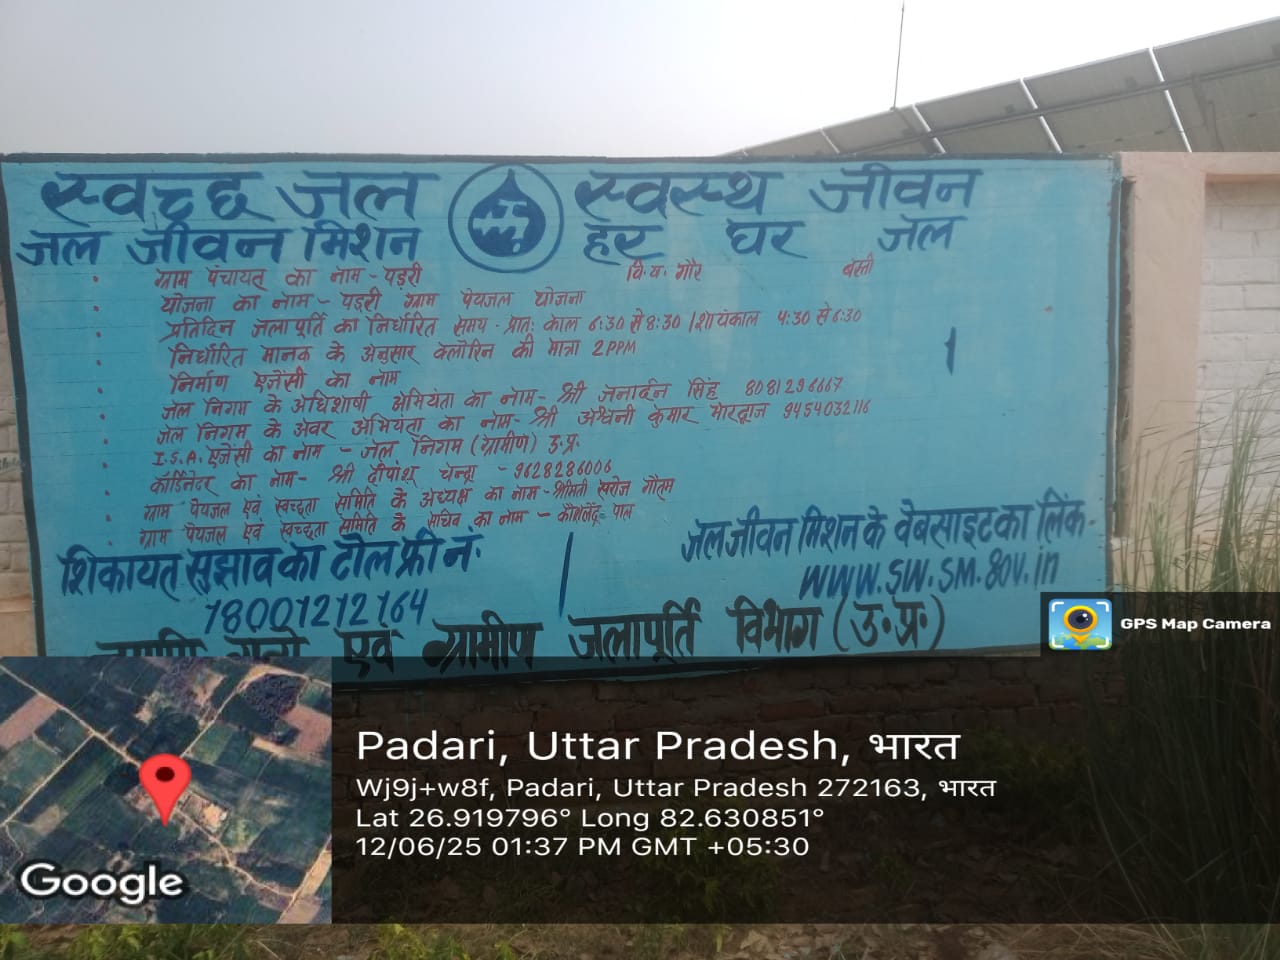 स्वच्छ जल स्वस्थ जीवन
जल जीवन मिशन हर घर जल
ग्राम पंचायत का नाम - पड़री वि.ख. गौर बस्ती
योजना का नाम - पड़री ग्राम पेयजल योजना
प्रतिदिन जलापूर्ति का निर्धारित समय - प्रात: काल 6:30 से 8:30 / शायंकाल 4:30 से 6:30
निर्धारित मानक के अनुसार क्लोरिन की मात्रा 2 PPM
निर्माण ऐजेंसी का नाम
जल निगम के अधिशाषी अभियंता का नाम - श्री जनार्दन सिंह 8081296667
जल निगम के अवर अभियंता का नाम - श्री अश्वनी कुमार भारद्वाज 9454032116
I.S.A. ऐजेंसी का नाम - जल निगम (ग्रामीण) उ.प्र.
कॉर्डिनेटर का नाम - श्री दीपांशू चन्द्रा - 9628286006
ग्राम पेयजल एवं स्वच्छता समिति के अध्यक्ष का नाम - श्रीमती सरोज गौतम
ग्राम पेयजल एवं स्वच्छता समिति के सचिव का नाम - कौशलेंद्र पाल
शिकायत सुझाव का टोल फ्री नं.
18001212164
जल जीवन मिशन के वेबसाइट का लिंक -
www.sw.sm.gov.in
एवं ग्रामीण जलापूर्ति विभाग (उ.प्र.)
GPS Map Camera
Google
Padari, Uttar Pradesh, भारत
Wj9j+w8f, Padari, Uttar Pradesh 272163, भारत
Lat 26.919796° Long 82.630851°
12/06/25 01:37 PM GMT +05:30